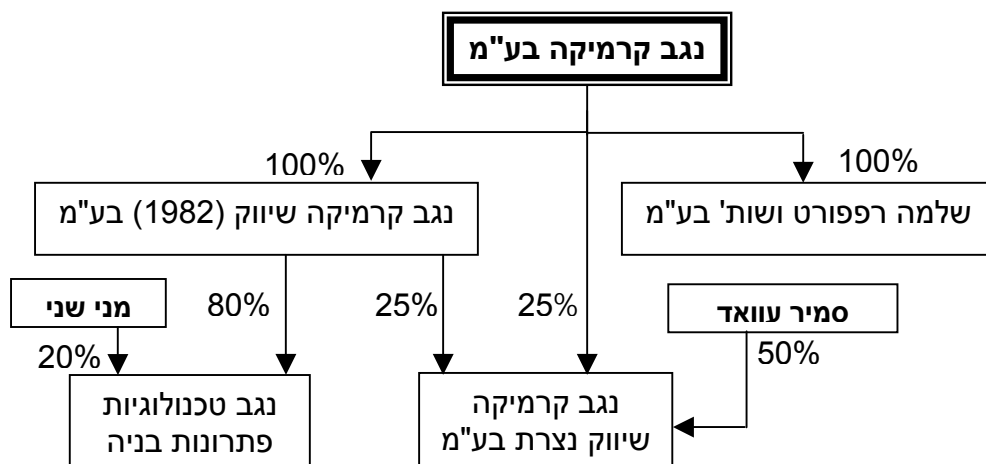 נגב קרמיקה בע"מ
100%
100%
נגב קרמיקה שיווק (1982) בע"מ
שלמה רפפורט ושות' בע"מ
מני שני
80%
25%
25%
סמיר עוואד
20%
50%
נגב טכנולוגיות
פתרונות בניה
נגב קרמיקה
שיווק נצרת בע"מ